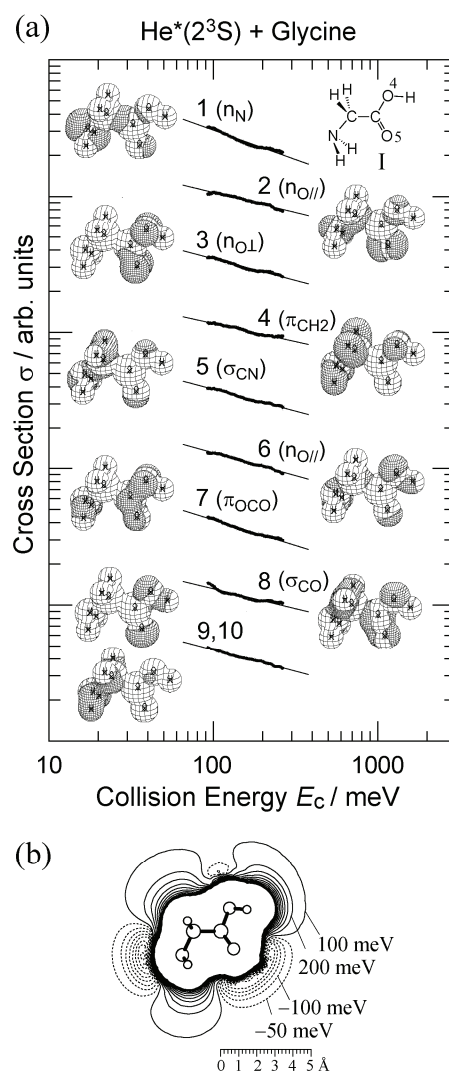 (a)
He*(2³S) + Glycine
1 (n_N)
2 (n_O//)
3 (n_O⊥)
4 (π_CH2)
5 (σ_CN)
6 (n_O//)
7 (π_OCO)
8 (σ_CO)
9,10
H H 4
O-H
C-C
N O5
H H I
Cross Section σ / arb. units
10 100 1000
Collision Energy E_c / meV
(b)
100 meV
200 meV
−100 meV
−50 meV
0 1 2 3 4 5 Å